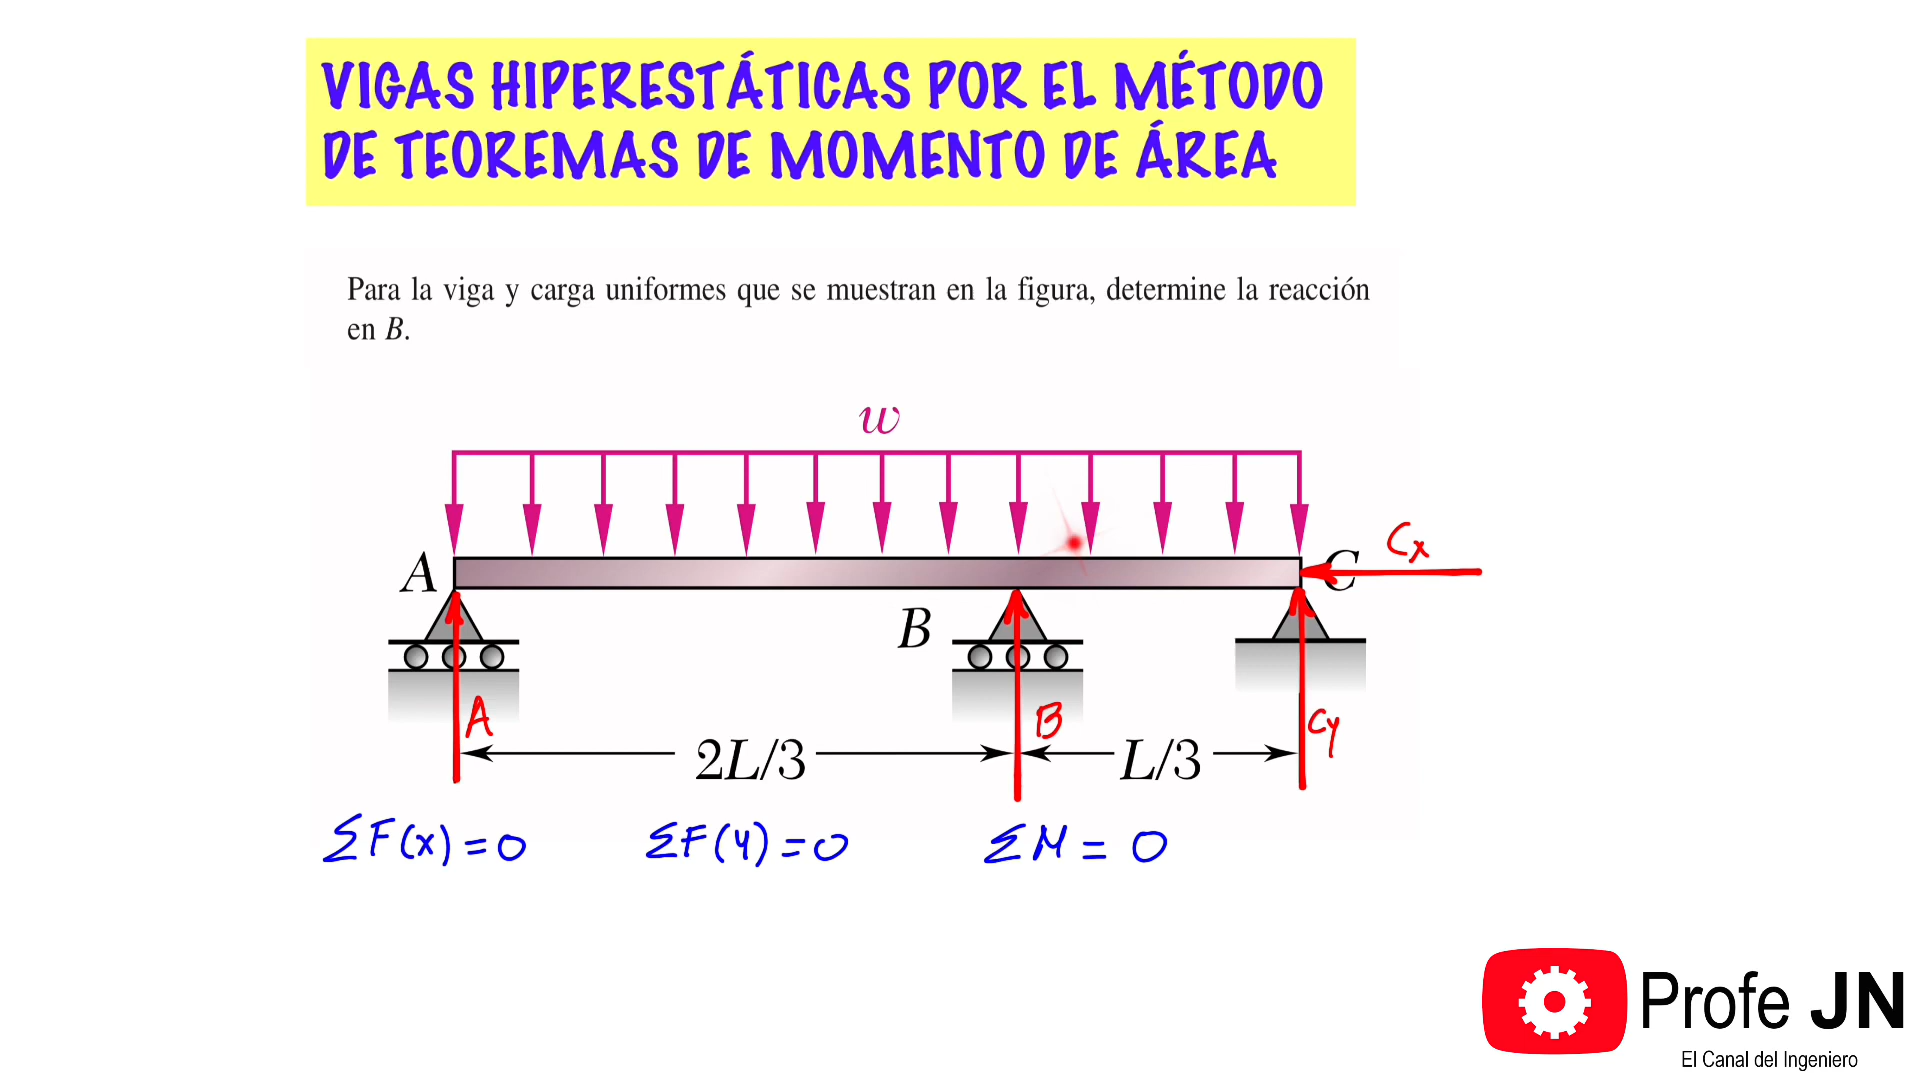 VIGAS HIPERESTÁTICAS POR EL MÉTODO
DE TEOREMAS DE MOMENTO DE ÁREA
Para la viga y carga uniformes que se muestran en la figura, determine la reacción
en B.
w
A
C
Cx
B
A
B
Cy
2L/3
L/3
ΣF(x)=0
ΣF(y)=0
ΣM=0
Profe JN
El Canal del Ingeniero